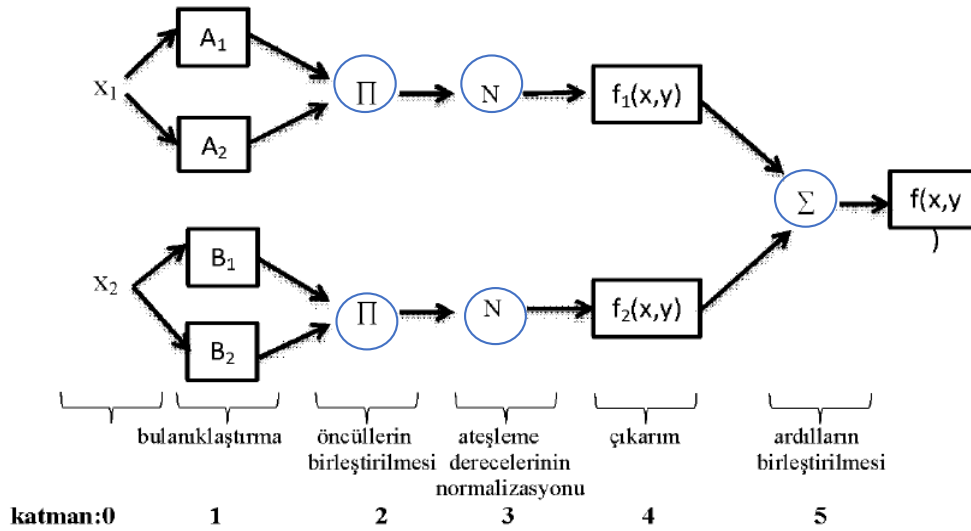 x₁
A₁
A₂
∏
N
f₁(x,y)
x₂
B₁
B₂
∏
N
f₂(x,y)
∑
f(x,y
)
bulanıklaştırma
öncüllerin
birleştirilmesi
ateşleme
derecelerinin
normalizasyonu
çıkarım
ardılların
birleştirilmesi
katman:0 1 2 3 4 5